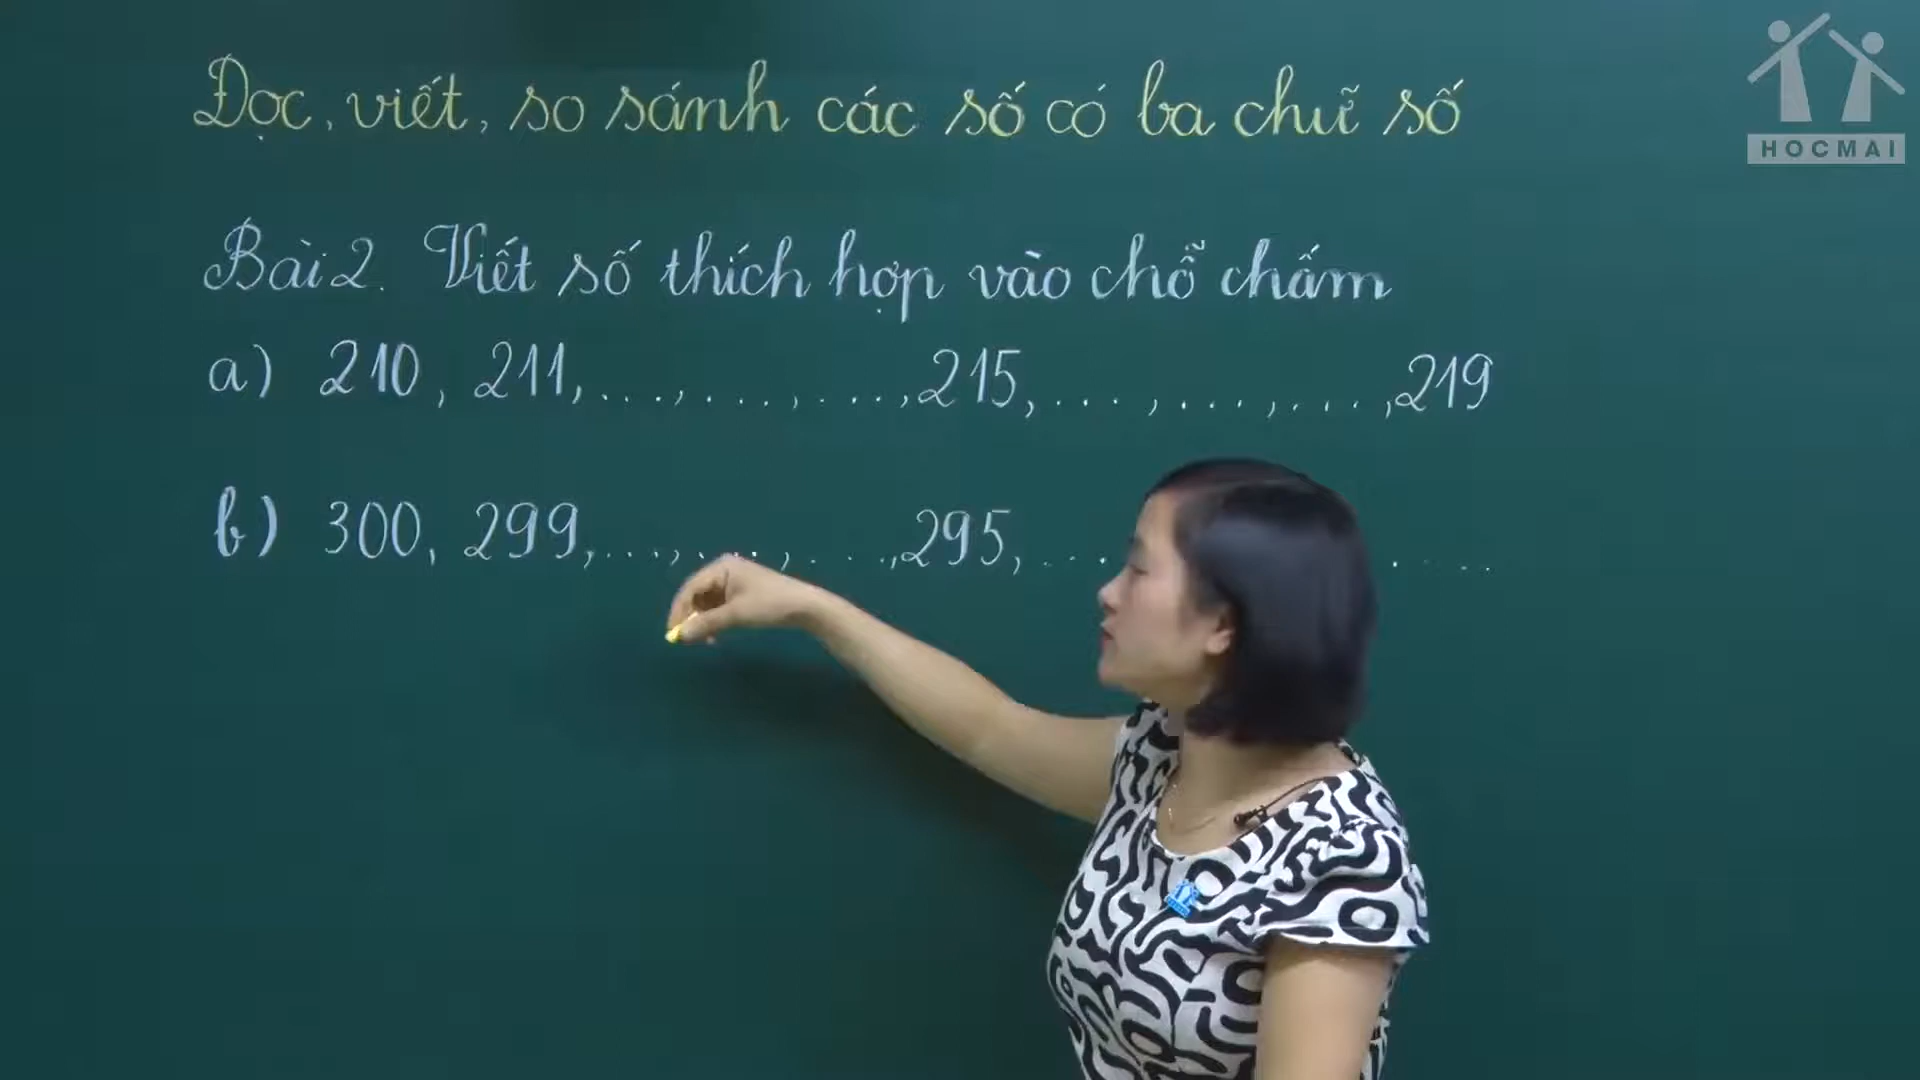 HOCMAI
Đọc, viết, so sánh các số có ba chữ số
Bài 2. Viết số thích hợp vào chỗ chấm
a) 210, 211, ..., ..., ..., 215, ..., ..., ..., 219
b) 300, 299, ..., ..., ..., 295, ... ....